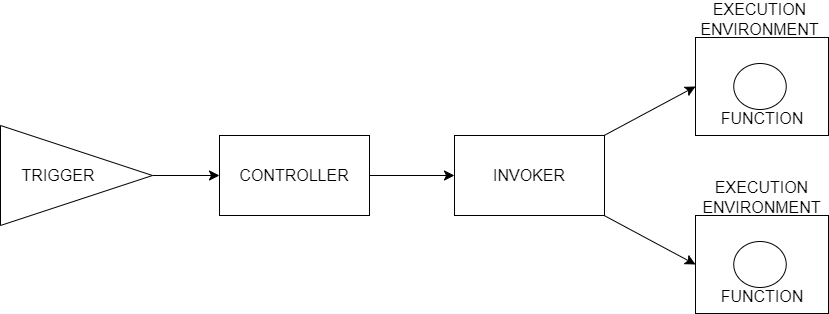 TRIGGER
CONTROLLER
INVOKER
EXECUTION
ENVIRONMENT
FUNCTION
EXECUTION
ENVIRONMENT
FUNCTION